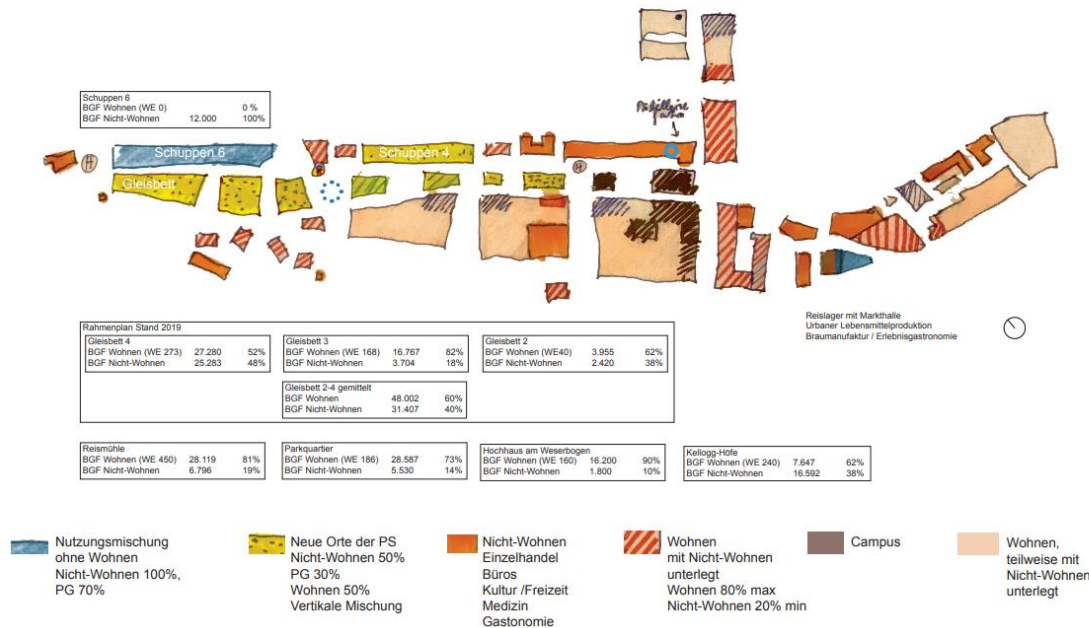 Schuppen 6
BGF Wohnen (WE 0) 0 %
BGF Nicht-Wohnen 12.000 100%
Schuppen 6
Schuppen 4
Gleisbett
H
H
Reislager mit Markthalle
Urbaner Lebensmittelproduktion
Braumanufaktur / Erlebnisgastronomie
Rahmenplan Stand 2019
Gleisbett 4
BGF Wohnen (WE 273) 27.280 52%
BGF Nicht-Wohnen 25.283 48%
Gleisbett 3
BGF Wohnen (WE 168) 16.767 82%
BGF Nicht-Wohnen 3.704 18%
Gleisbett 2
BGF Wohnen (WE40) 3.955 62%
BGF Nicht-Wohnen 2.420 38%
Gleisbett 2-4 gemittelt
BGF Wohnen 48.002 60%
BGF Nicht-Wohnen 31.407 40%
Reismühle
BGF Wohnen (WE 450) 28.119 81%
BGF Nicht-Wohnen 6.796 19%
Parkquartier
BGF Wohnen (WE 186) 28.587 73%
BGF Nicht-Wohnen 5.530 14%
Hochhaus am Weserbogen
BGF Wohnen (WE 160) 16.200 90%
BGF Nicht-Wohnen 1.800 10%
Kellogg-Höfe
BGF Wohnen (WE 240) 7.647 62%
BGF Nicht-Wohnen 16.592 38%
Nutzungsmischung
ohne Wohnen
Nicht-Wohnen 100%,
PG 70%
Neue Orte der PS
Nicht-Wohnen 50%
PG 30%
Wohnen 50%
Vertikale Mischung
Nicht-Wohnen
Einzelhandel
Büros
Kultur /Freizeit
Medizin
Gastonomie
Wohnen
mit Nicht-Wohnen
unterlegt
Wohnen 80% max
Nicht-Wohnen 20% min
Campus
Wohnen,
teilweise mit
Nicht-Wohnen
unterlegt